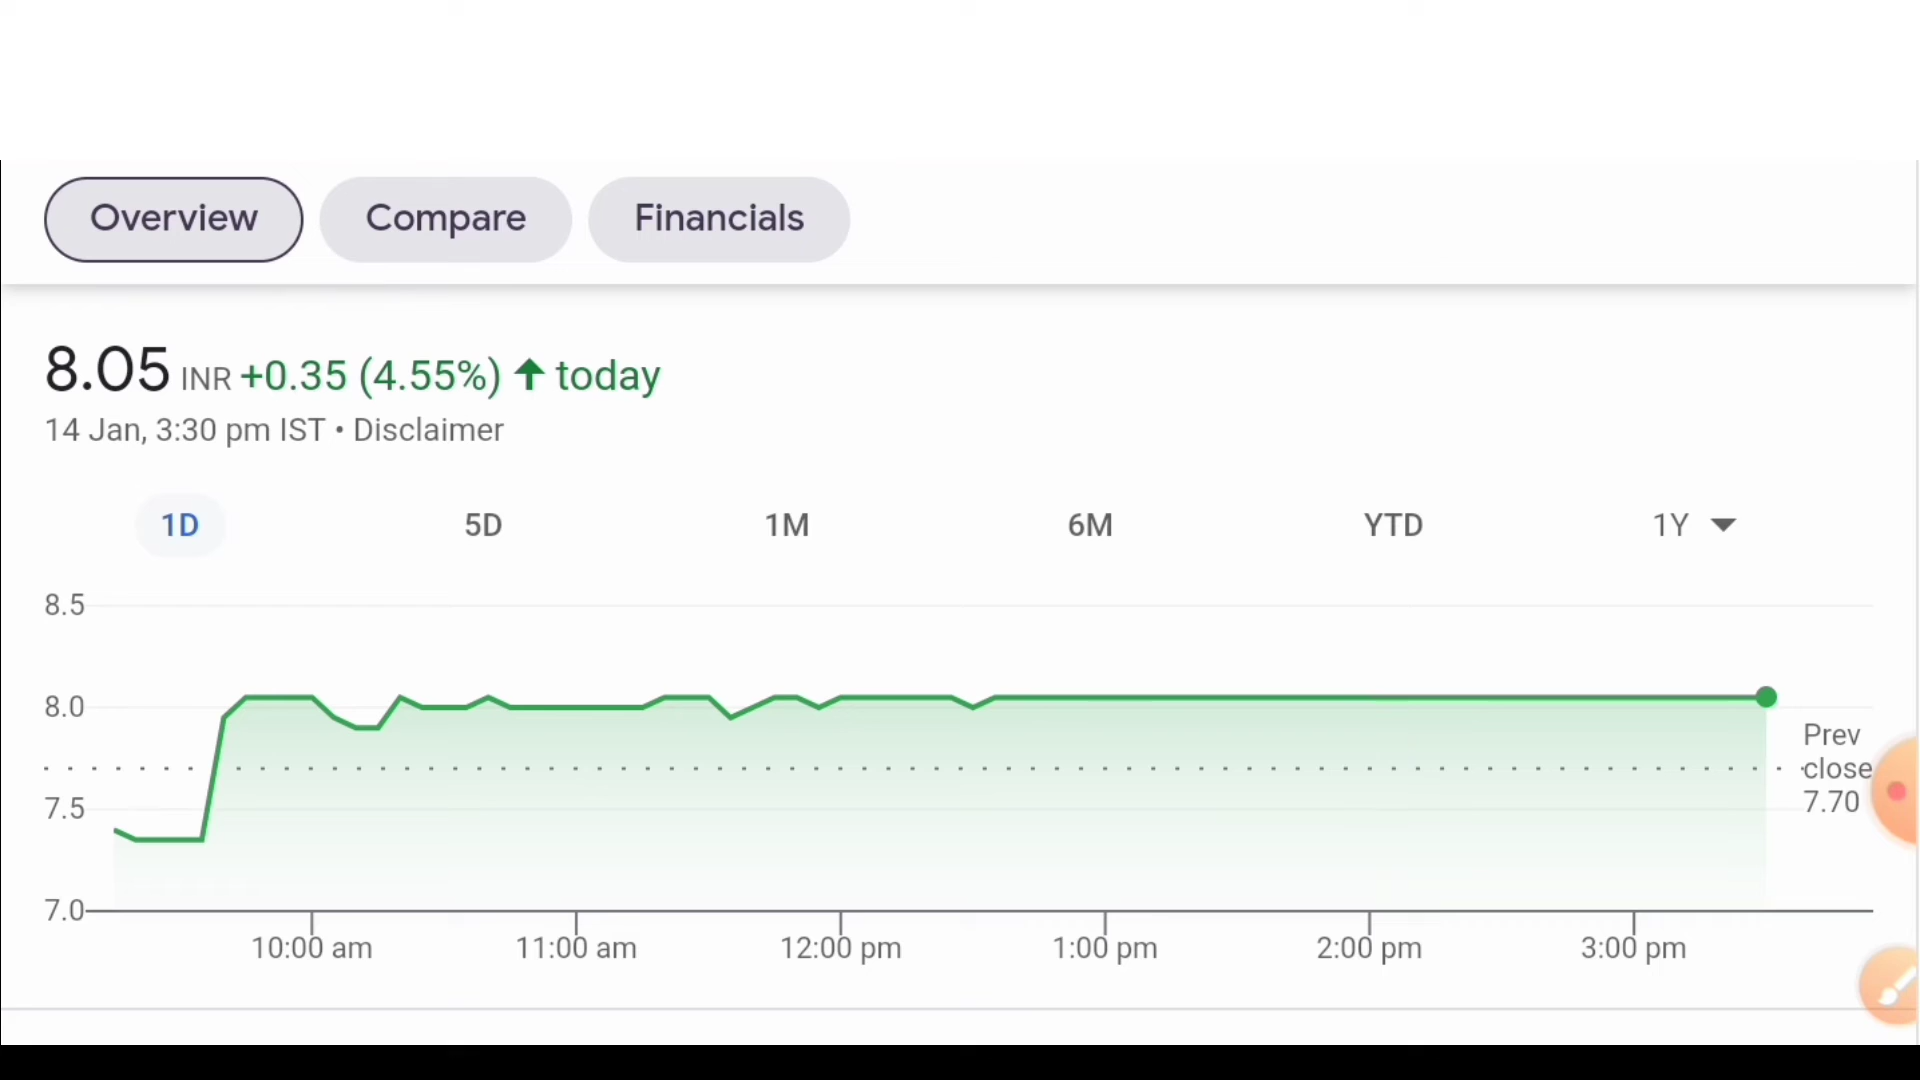 Overview Compare Financials
8.05 INR +0.35 (4.55%) ↑ today
14 Jan, 3:30 pm IST • Disclaimer
1D 5D 1M 6M YTD 1Y
8.5
8.0
Prev
close
7.5
7.70
7.0
10:00 am 11:00 am 12:00 pm 1:00 pm 2:00 pm 3:00 pm